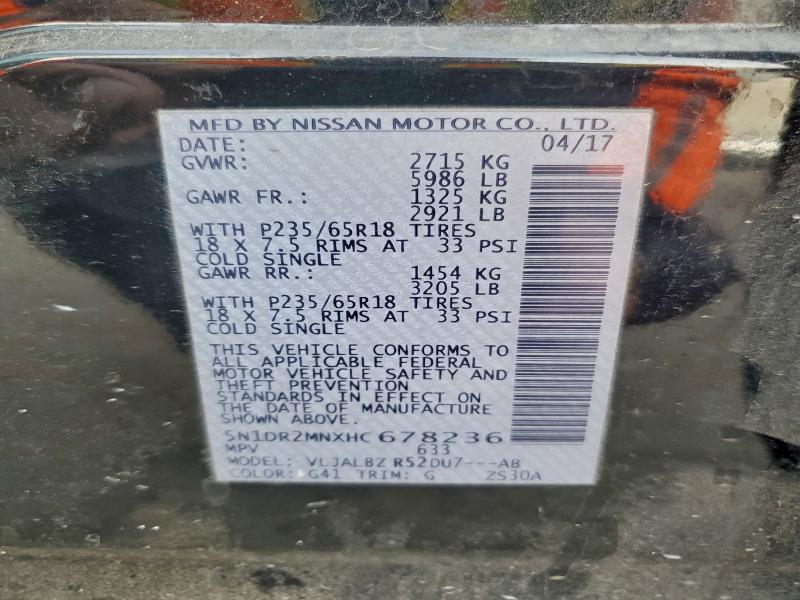 MFD BY NISSAN MOTOR CO., LTD.
DATE: 04/17
GVWR: 2715 KG
5986 LB
GAWR FR.: 1325 KG
2921 LB
WITH P235/65R18 TIRES
18 X 7.5 RIMS AT 33 PSI
COLD SINGLE
GAWR RR.: 1454 KG
3205 LB
WITH P235/65R18 TIRES
18 X 7.5 RIMS AT 33 PSI
COLD SINGLE
THIS VEHICLE CONFORMS TO
ALL APPLICABLE FEDERAL
MOTOR VEHICLE SAFETY AND
THEFT PREVENTION
STANDARDS IN EFFECT ON
THE DATE OF MANUFACTURE
SHOWN ABOVE.
5N1DR2MNXHC678236
MPV 633
MODEL: VLJALBZ R52DU7---AB
COLOR: G41 TRIM: G ZS30A